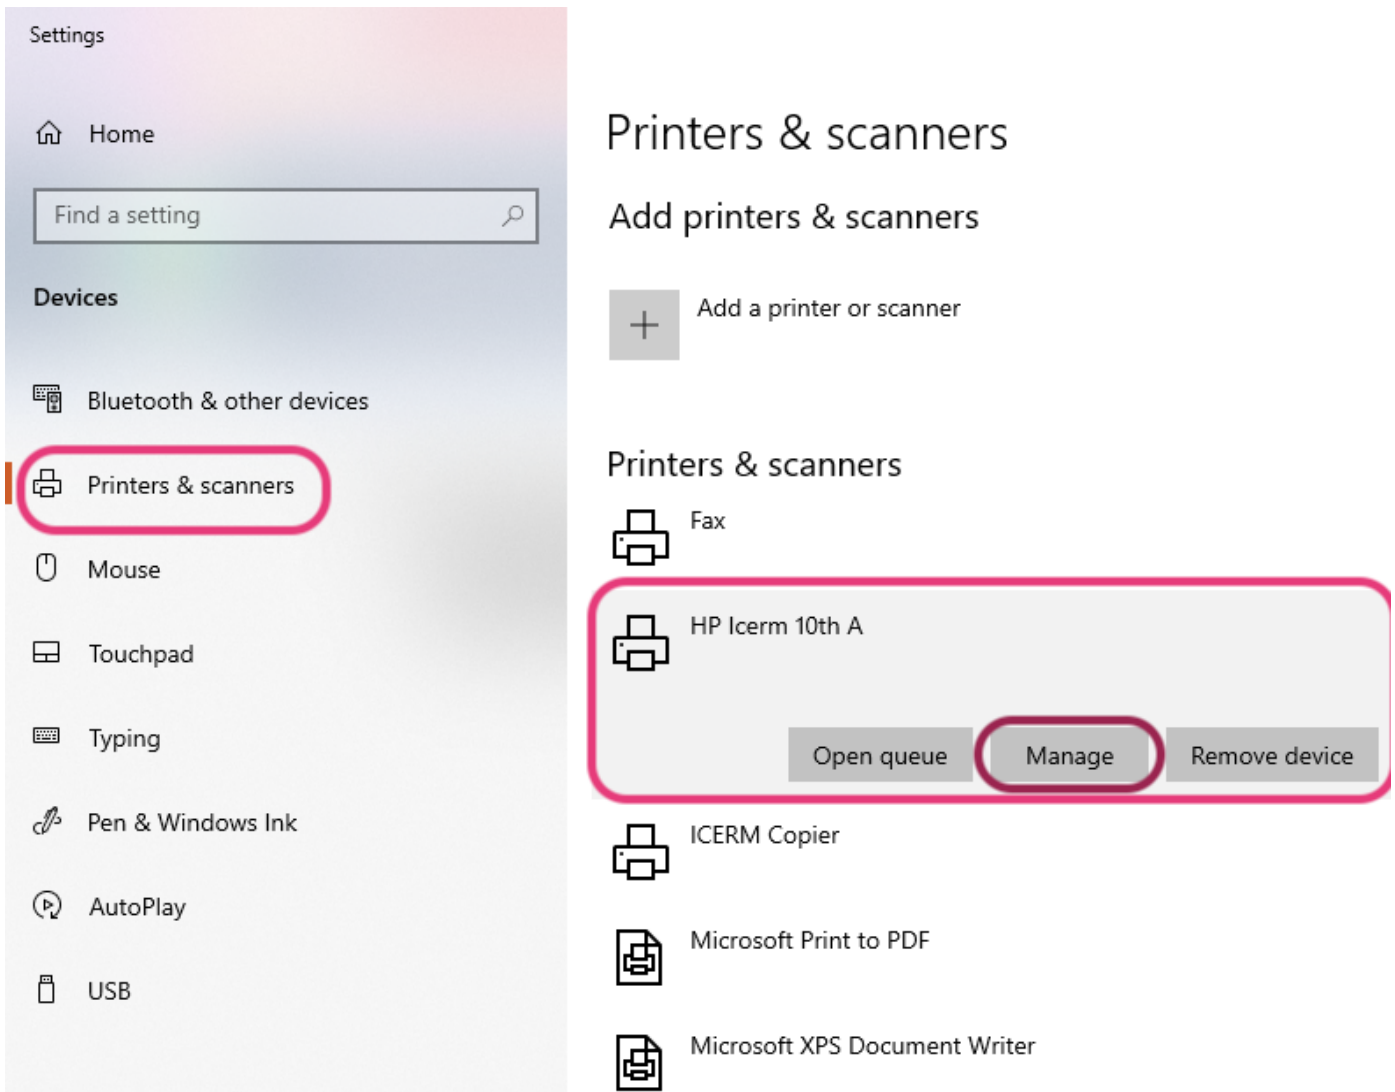 Settings
Home
Find a setting
Devices
Bluetooth & other devices
Printers & scanners
Mouse
Touchpad
Typing
Pen & Windows Ink
AutoPlay
USB
Printers & scanners
Add printers & scanners
Add a printer or scanner
Printers & scanners
Fax
HP Icerm 10th A
Open queue Manage Remove device
ICERM Copier
Microsoft Print to PDF
Microsoft XPS Document Writer